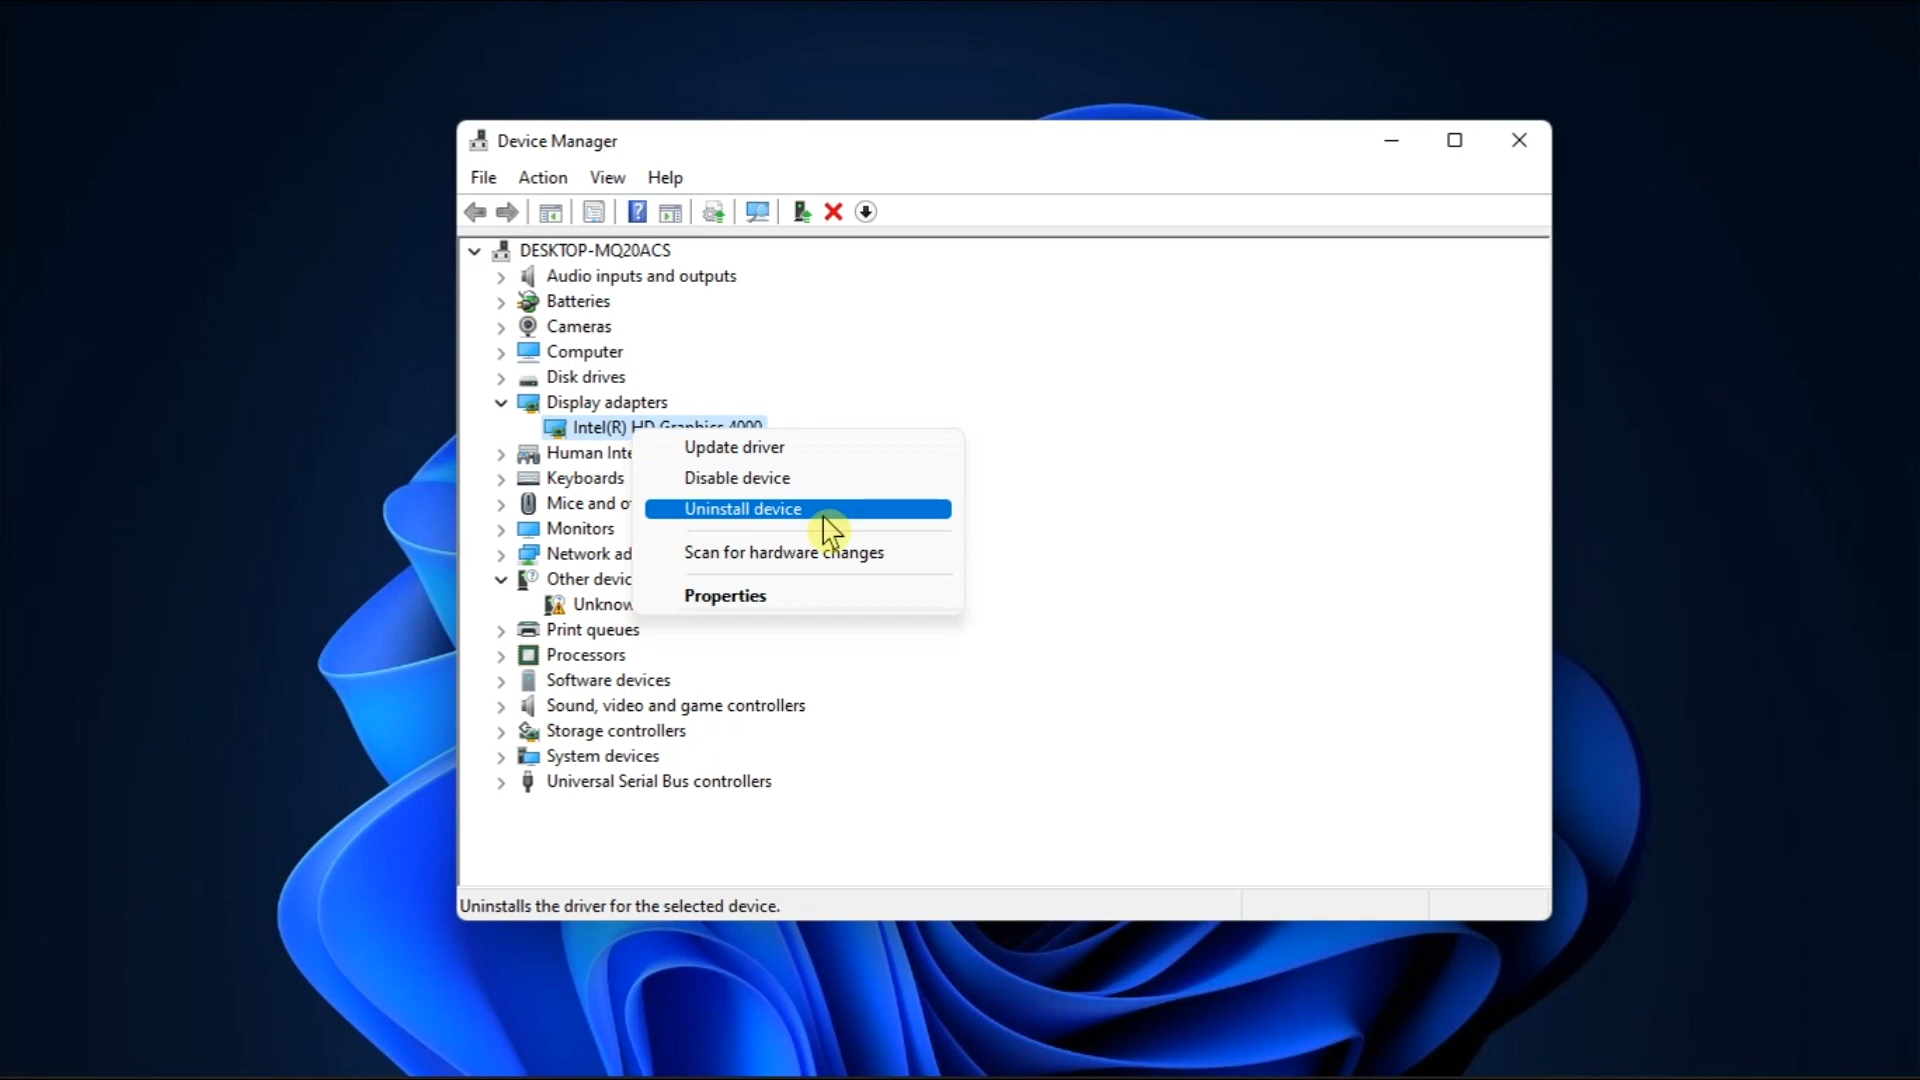 Device Manager
File Action View Help
DESKTOP-MQ20ACS
Audio inputs and outputs
Batteries
Cameras
Computer
Disk drives
Display adapters
Intel(R) HD Graphics 4000
Update driver
Human Inte
Disable device
Keyboards
Mice and o
Uninstall device
Monitors
Network ad
Scan for hardware changes
Other devic
Properties
Unknow
Print queues
Processors
Software devices
Sound, video and game controllers
Storage controllers
System devices
Universal Serial Bus controllers
Uninstalls the driver for the selected device.